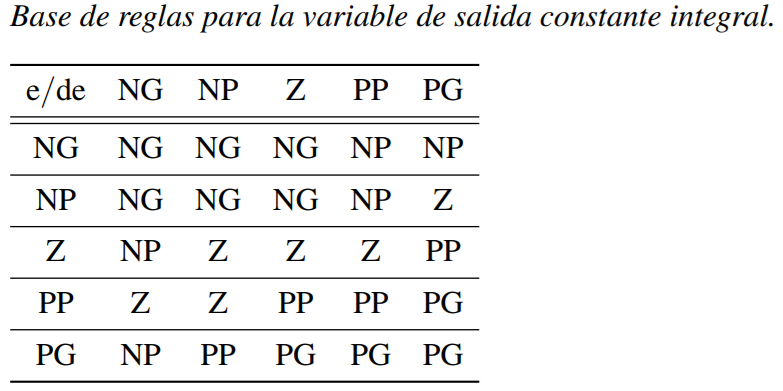 Base de reglas para la variable de salida constante integral.
e/de NG NP Z PP PG
NG NG NG NG NP NP
NP NG NG NG NP Z
Z NP Z Z Z PP
PP Z Z PP PP PG
PG NP PP PG PG PG